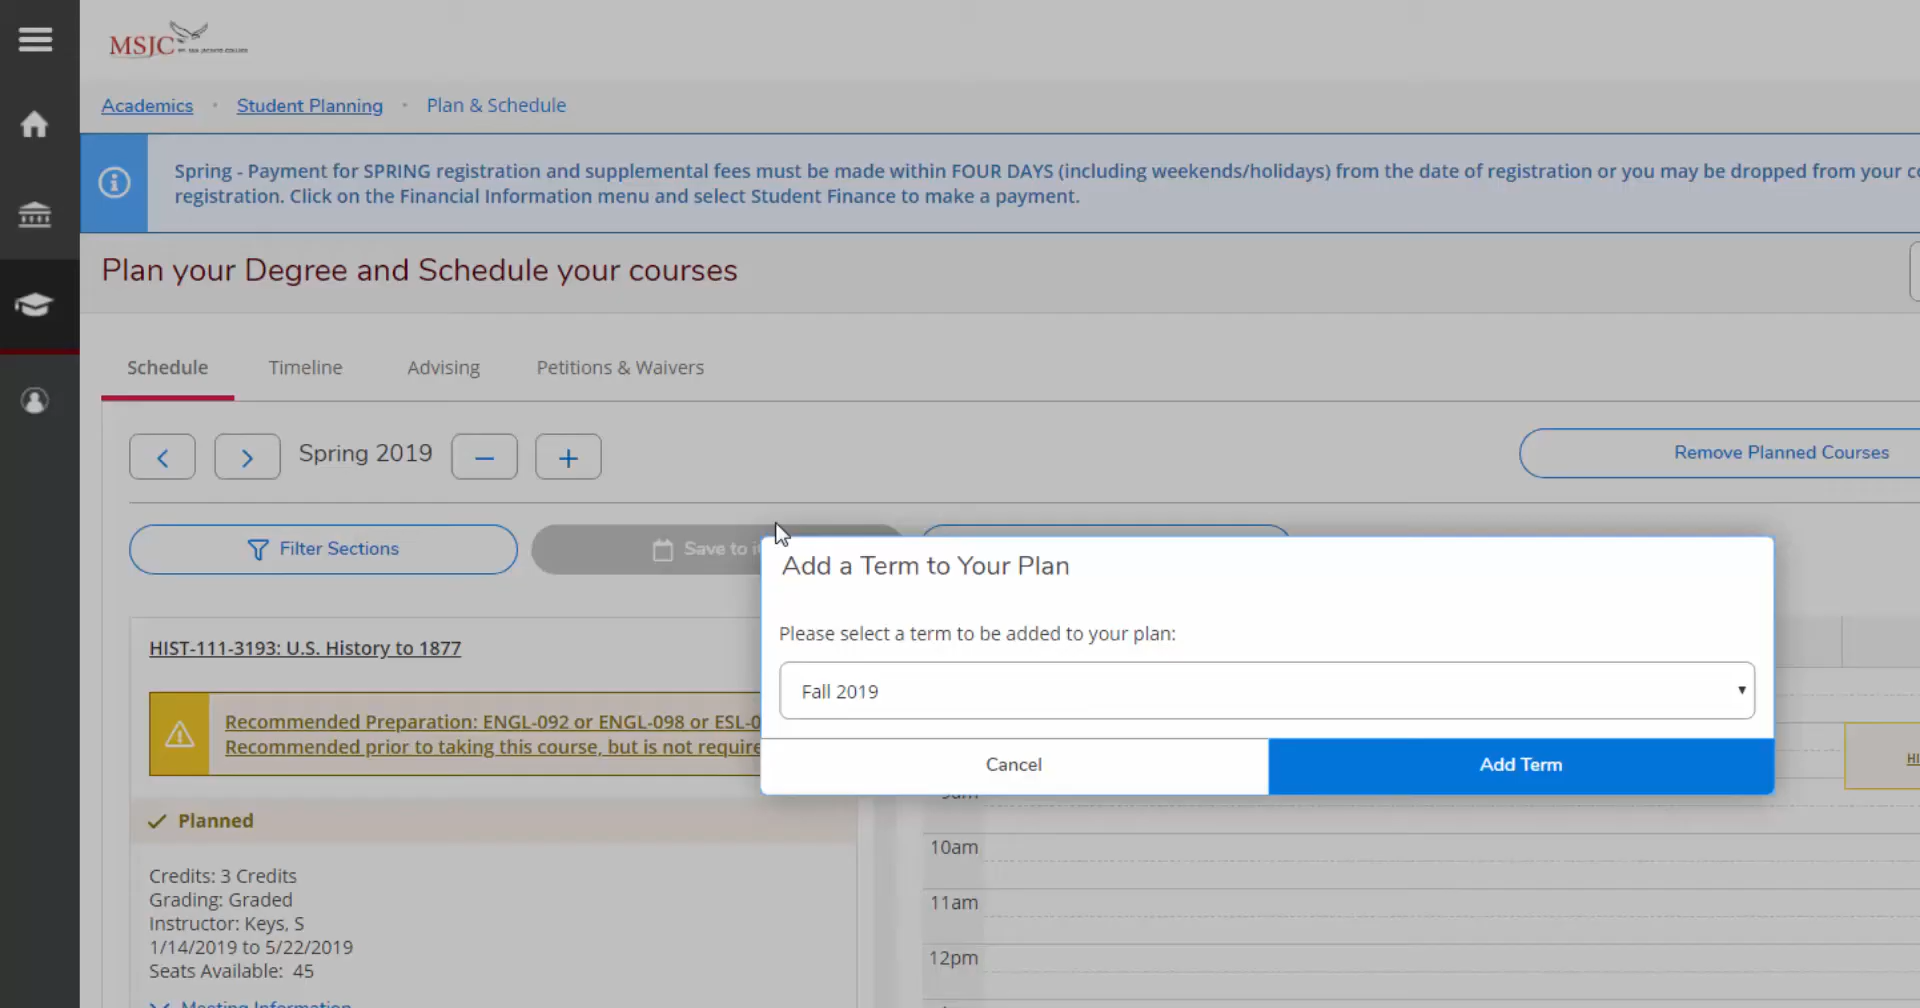 MSJC
Academics · Student Planning · Plan & Schedule
Spring - Payment for SPRING registration and supplemental fees must be made within FOUR DAYS (including weekends/holidays) from the date of registration or you may be dropped from your
registration. Click on the Financial Information menu and select Student Finance to make a payment.
Plan your Degree and Schedule your courses
Schedule Timeline Advising Petitions & Waivers
Spring 2019
Remove Planned Courses
Filter Sections
Save to
Add a Term to Your Plan
Please select a term to be added to your plan:
Fall 2019
Cancel Add Term
HIST-111-3193: U.S. History to 1877
Recommended Preparation: ENGL-092 or ENGL-098 or ESL-0
Recommended prior to taking this course, but is not require
Planned
Credits: 3 Credits
Grading: Graded
Instructor: Keys, S
1/14/2019 to 5/22/2019
Seats Available: 45
Meeting Information
9am
10am
11am
12pm
HI